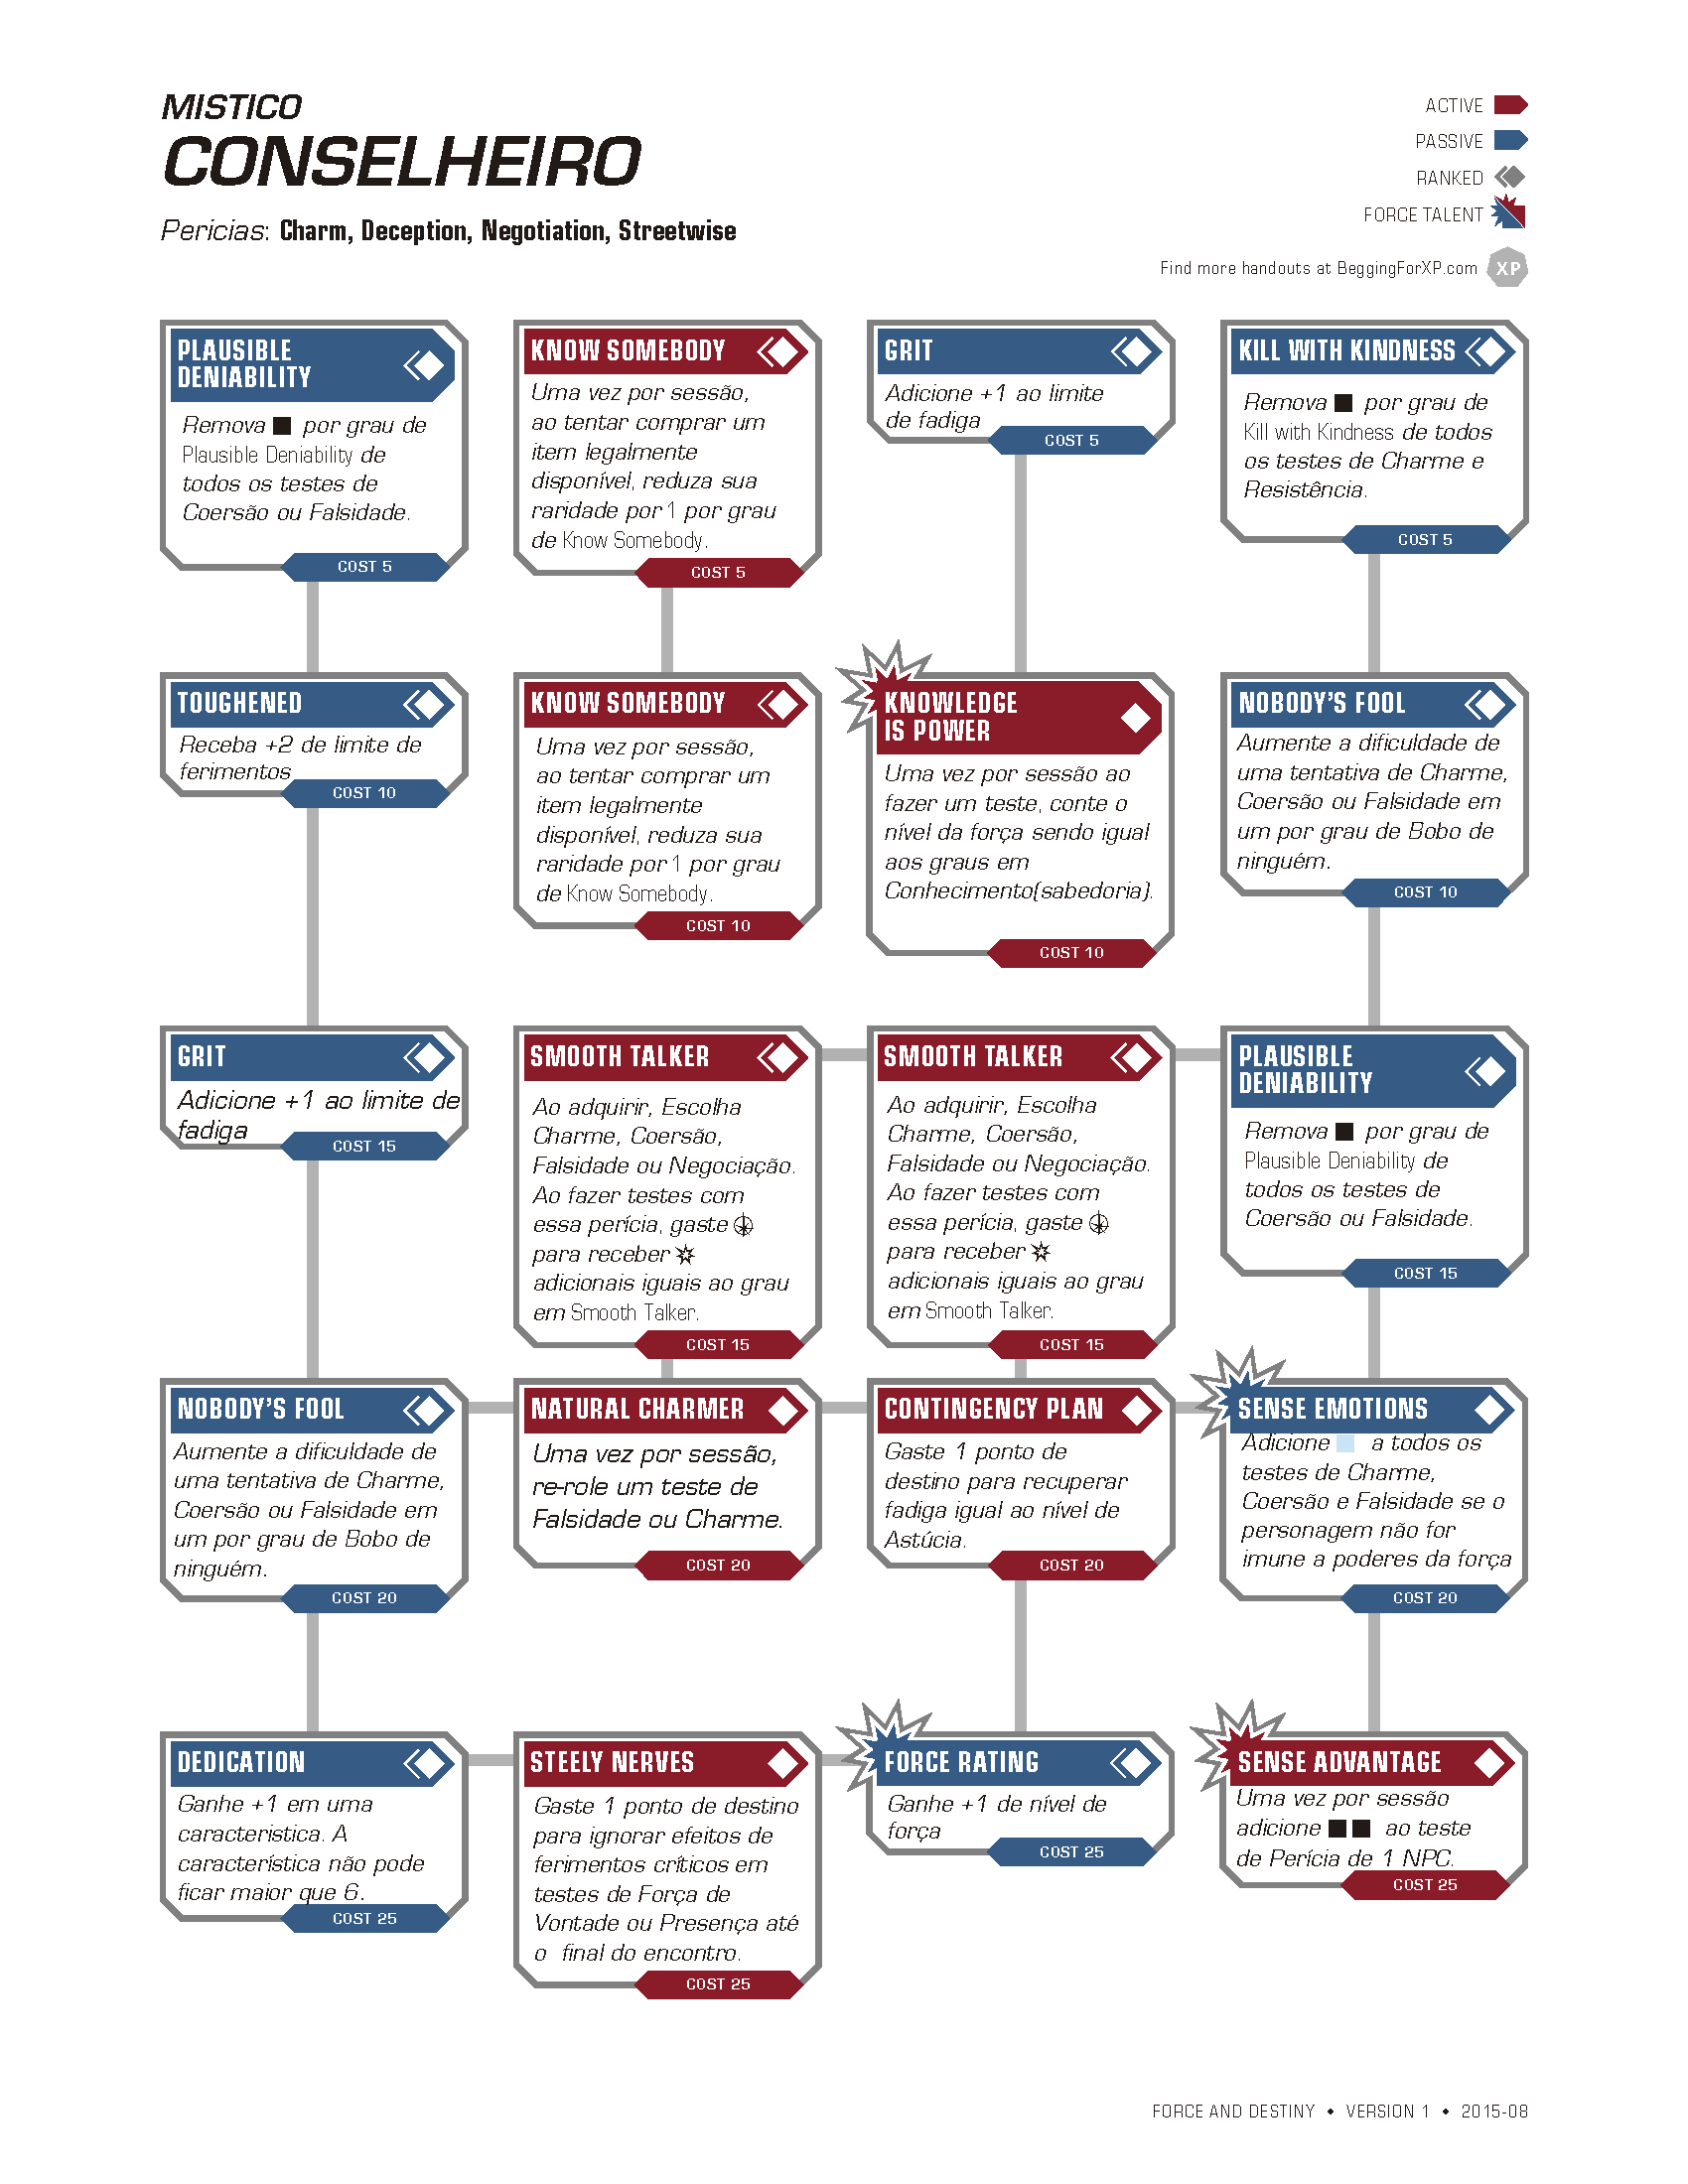 MISTICO
CONSELHEIRO
Pericias: Charm, Deception, Negotiation, Streetwise
ACTIVE
PASSIVE
RANKED
FORCE TALENT
Find more handouts at BeggingForXP.com XP
PLAUSIBLE
DENIABILITY
Remova ■ por grau de
Plausible Deniability de
todos os testes de
Coersão ou Falsidade.
COST 5
KNOW SOMEBODY
Uma vez por sessão,
ao tentar comprar um
item legalmente
disponível, reduza sua
raridade por 1 por grau
de Know Somebody.
COST 5
GRIT
Adicione +1 ao limite
de fadiga
COST 5
KILL WITH KINDNESS
Remova ■ por grau de
Kill with Kindness de todos
os testes de Charme e
Resistência.
COST 5
TOUGHENED
Receba +2 de limite de
ferimentos
COST 10
KNOW SOMEBODY
Uma vez por sessão,
ao tentar comprar um
item legalmente
disponível, reduza sua
raridade por 1 por grau
de Know Somebody.
COST 10
KNOWLEDGE
IS POWER
Uma vez por sessão ao
fazer um teste, conte o
nível da força sendo igual
aos graus em
Conhecimento(sabedoria).
COST 10
NOBODY'S FOOL
Aumente a dificuldade de
uma tentativa de Charme,
Coersão ou Falsidade em
um por grau de Bobo de
ninguém.
COST 10
GRIT
Adicione +1 ao limite de
fadiga
COST 15
SMOOTH TALKER
Ao adquirir, Escolha
Charme, Coersão,
Falsidade ou Negociação.
Ao fazer testes com
essa perícia, gaste
para receber
adicionais iguais ao grau
em Smooth Talker.
COST 15
SMOOTH TALKER
Ao adquirir, Escolha
Charme, Coersão,
Falsidade ou Negociação.
Ao fazer testes com
essa perícia, gaste
para receber
adicionais iguais ao grau
em Smooth Talker.
COST 15
PLAUSIBLE
DENIABILITY
Remova ■ por grau de
Plausible Deniability de
todos os testes de
Coersão ou Falsidade.
COST 15
NOBODY'S FOOL
Aumente a dificuldade de
uma tentativa de Charme,
Coersão ou Falsidade em
um por grau de Bobo de
ninguém.
COST 20
NATURAL CHARMER
Uma vez por sessão,
re-role um teste de
Falsidade ou Charme.
COST 20
CONTINGENCY PLAN
Gaste 1 ponto de
destino para recuperar
fadiga igual ao nível de
Astúcia.
COST 20
SENSE EMOTIONS
Adicione a todos os
testes de Charme,
Coersão e Falsidade se o
personagem não for
imune a poderes da força
COST 20
DEDICATION
Ganhe +1 em uma
caracteristica. A
característica não pode
ficar maior que 6.
COST 25
STEELY NERVES
Gaste 1 ponto de destino
para ignorar efeitos de
ferimentos críticos em
testes de Força de
Vontade ou Presença até
o final do encontro.
COST 25
FORCE RATING
Ganhe +1 de nível de
força
COST 25
SENSE ADVANTAGE
Uma vez por sessão
adicione ■■ ao teste
de Perícia de 1 NPC.
COST 25
FORCE AND DESTINY • VERSION 1 • 2015-08